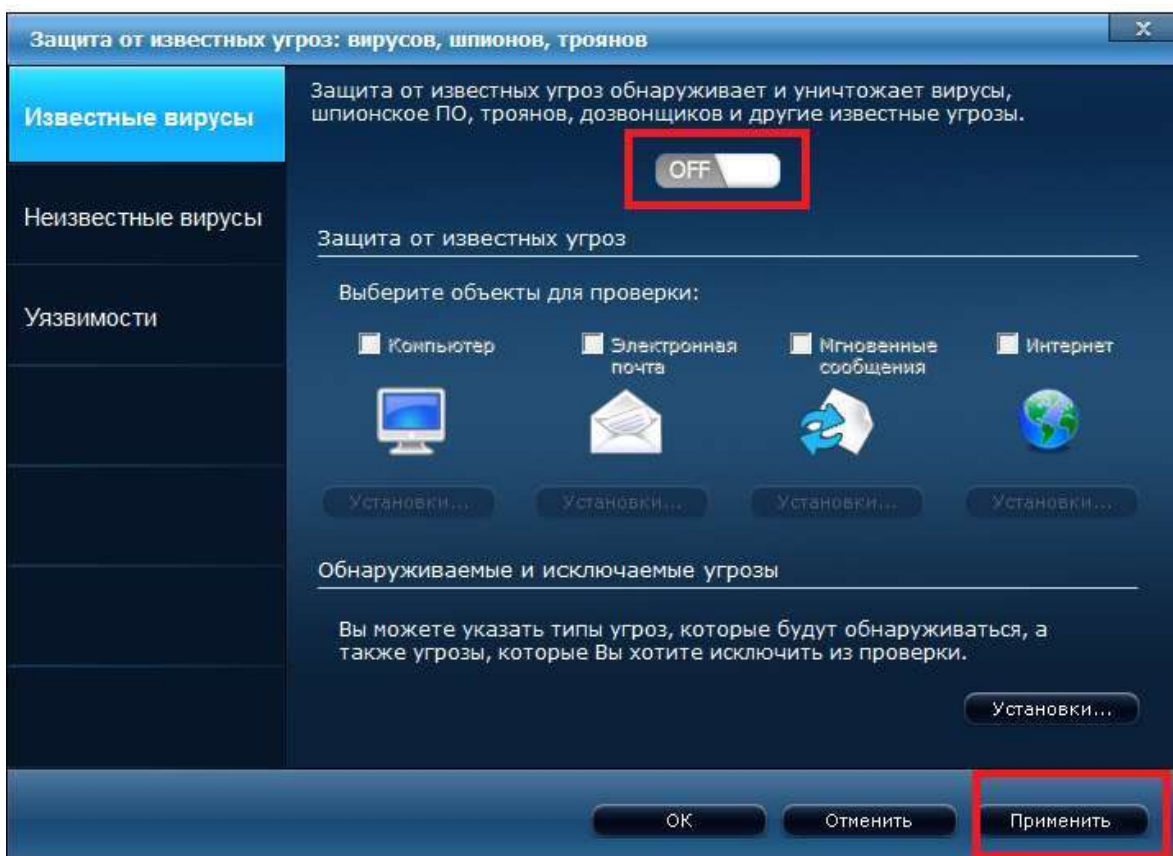 Защита от известных угроз: вирусов, шпионов, троянов
x
Известные вирусы
Неизвестные вирусы
Уязвимости
Защита от известных угроз обнаруживает и уничтожает вирусы,
шпионское ПО, троянов, дозвонщиков и другие известные угрозы.
OFF
Защита от известных угроз
Выберите объекты для проверки:
Компьютер
Электронная
почта
Мгновенные
сообщения
Интернет
Установки...
Установки...
Установки...
Установки...
Обнаруживаемые и исключаемые угрозы
Вы можете указать типы угроз, которые будут обнаруживаться, а
также угрозы, которые Вы хотите исключить из проверки.
Установки...
OK
Отменить
Применить